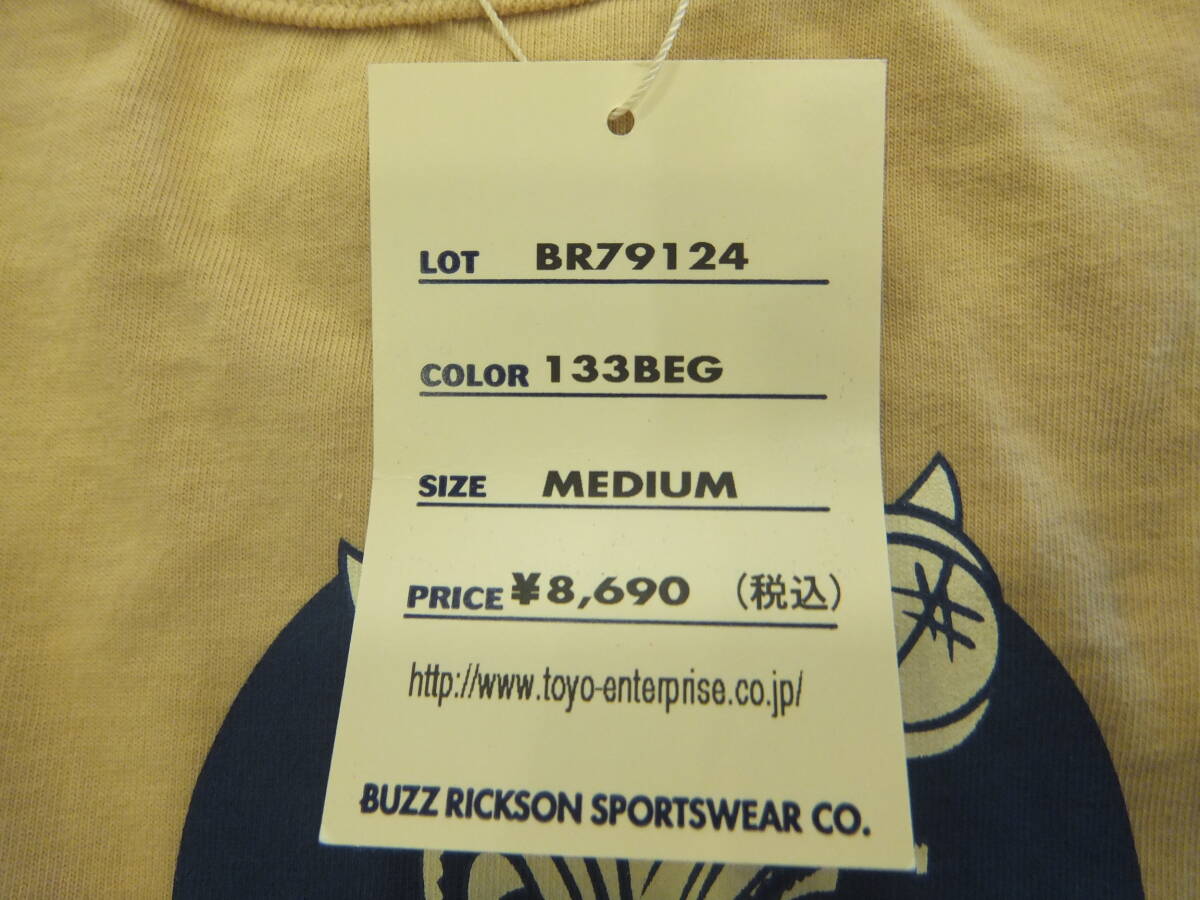 LOT BR79124
COLOR 133BEG
SIZE MEDIUM
PRICE ¥8,690 (税込)
http://www.toyo-enterprise.co.jp/
BUZZ RICKSON SPORTSWEAR CO.